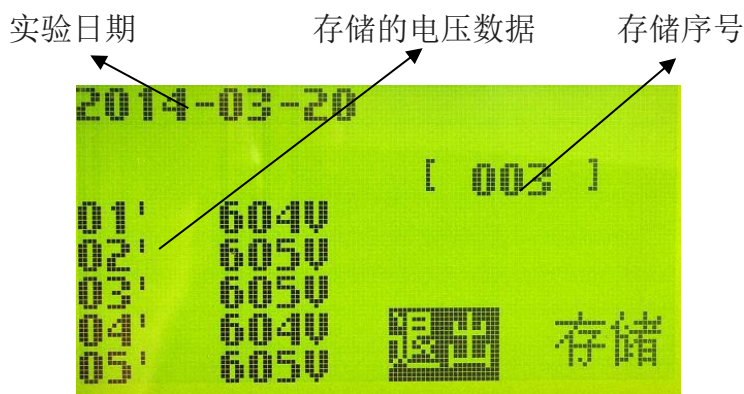 实验日期 存储的电压数据 存储序号
2014-03-20
[ 003 ]
01' 604V
02' 605V
03' 605V
04' 604V
05' 605V
退出 存储